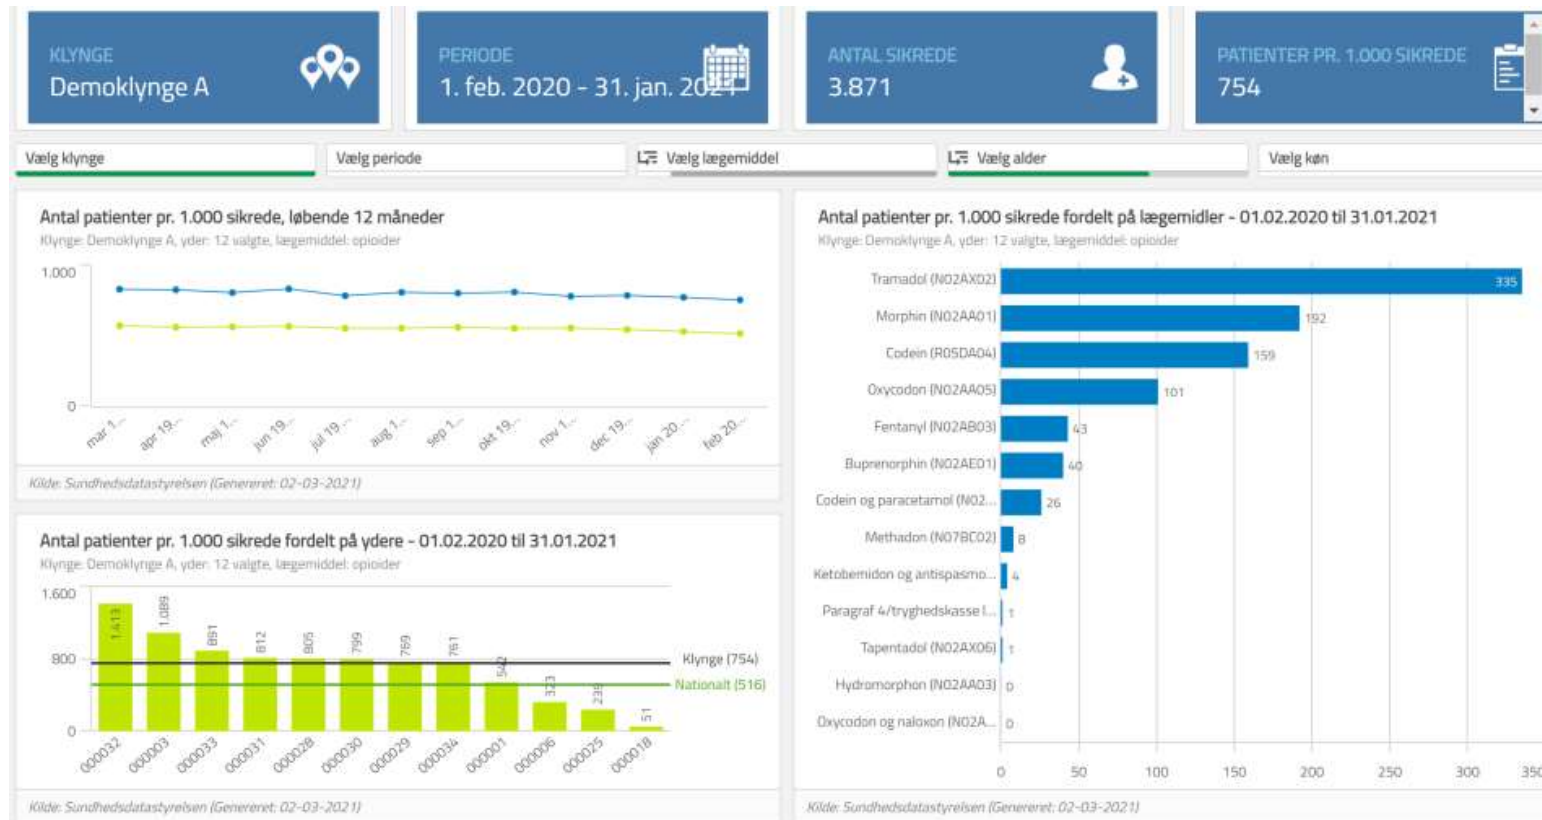 KLYNGE
Demoklynge A
PERIODE
1. feb. 2020 - 31. jan. 2021
ANTAL SIKREDE
3.871
PATIENTER PR. 1.000 SIKREDE
754
Vælg klynge
Vælg periode
Vælg lægemiddel
Vælg alder
Vælg køn
Antal patienter pr. 1.000 sikrede, løbende 12 måneder
Klynge: Demoklynge A, yder: 12 valgte, lægemiddel: opioider
1.000
0
mar 1...
apr 19...
maj 1...
jun 19...
jul 19...
aug 1...
sep 1...
okt 19...
nov 1...
dec 19...
jan 20...
feb 20...
Kilde: Sundhedsdatastyrelsen (Genereret: 02-03-2021)
Antal patienter pr. 1.000 sikrede fordelt på ydere - 01.02.2020 til 31.01.2021
Klynge: Demoklynge A, yder: 12 valgte, lægemiddel: opioider
1.600
800
0
1.413
1.089
891
812
805
799
769
761
542
323
235
51
Klynge (754)
Nationalt (516)
000032
000003
000033
000031
000028
000030
000029
000034
000001
000006
000025
000018
Kilde: Sundhedsdatastyrelsen (Genereret: 02-03-2021)
Antal patienter pr. 1.000 sikrede fordelt på lægemidler - 01.02.2020 til 31.01.2021
Klynge: Demoklynge A, yder: 12 valgte, lægemiddel: opioider
Tramadol (N02AX02) 335
Morphin (N02AA01) 192
Codein (R05DA04) 159
Oxycodon (N02AA05) 101
Fentanyl (N02AB03) 43
Buprenorphin (N02AE01) 40
Codein og paracetamol (N02... 26
Methadon (N07BC02) 8
Ketobemidon og antispasmo... 4
Paragraf 4/tryghedskasse l... 1
Tapentadol (N02AX06) 1
Hydromorphon (N02AA03) 0
Oxycodon og naloxon (N02A... 0
0 50 100 150 200 250 300 350
Kilde: Sundhedsdatastyrelsen (Genereret: 02-03-2021)